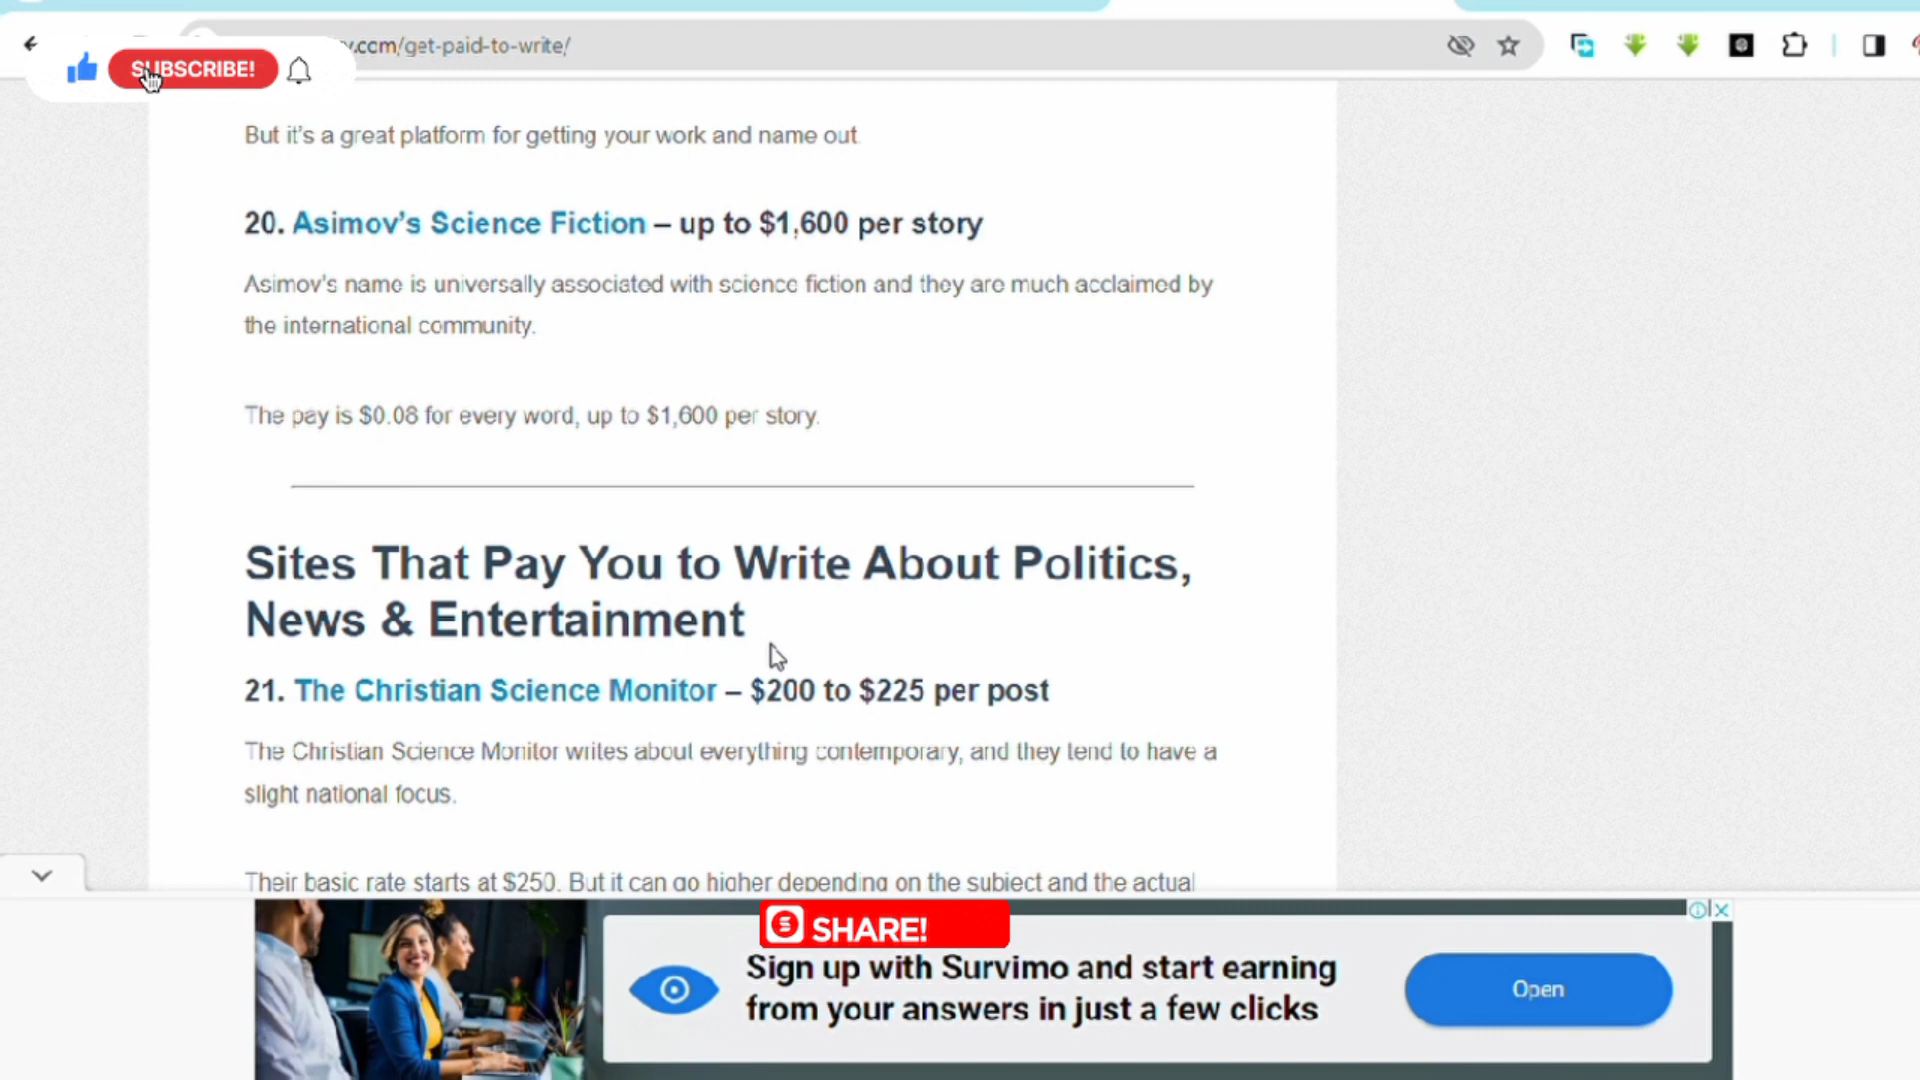 y.com/get-paid-to-write/
SUBSCRIBE!
But it's a great platform for getting your work and name out.
20. Asimov's Science Fiction – up to $1,600 per story
Asimov's name is universally associated with science fiction and they are much acclaimed by
the international community.
The pay is $0.08 for every word, up to $1,600 per story.
Sites That Pay You to Write About Politics,
News & Entertainment
21. The Christian Science Monitor – $200 to $225 per post
The Christian Science Monitor writes about everything contemporary, and they tend to have a
slight national focus.
Their basic rate starts at $250. But it can go higher depending on the subject and the actual
SHARE!
Sign up with Survimo and start earning
from your answers in just a few clicks
Open